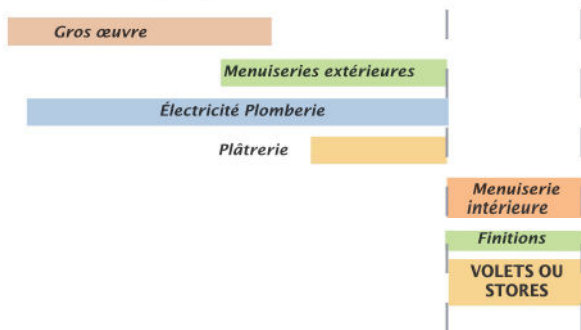 Gros œuvre
Menuiseries extérieures
Électricité Plomberie
Plâtrerie
Menuiserie
intérieure
Finitions
VOLETS OU
STORES